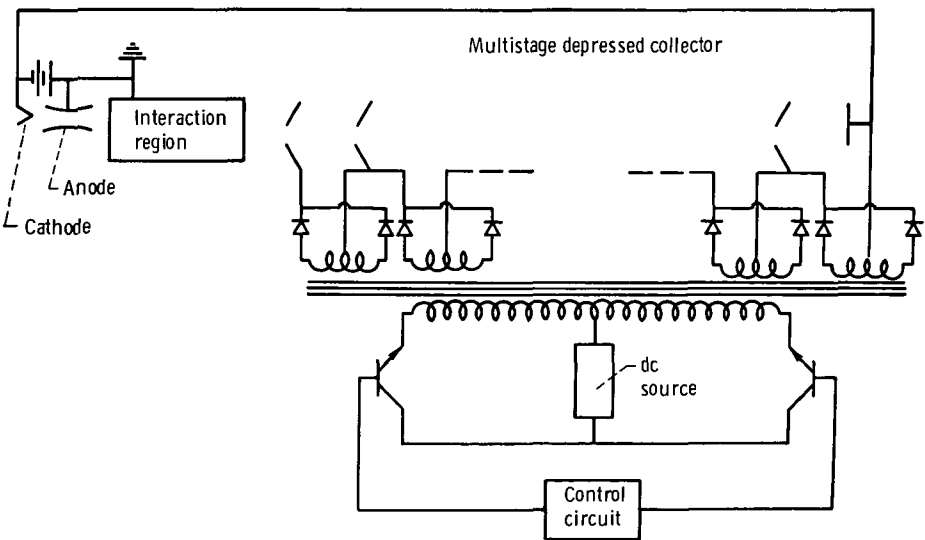 Multistage depressed collector
Interaction
region
Anode
Cathode
dc
source
Control
circuit